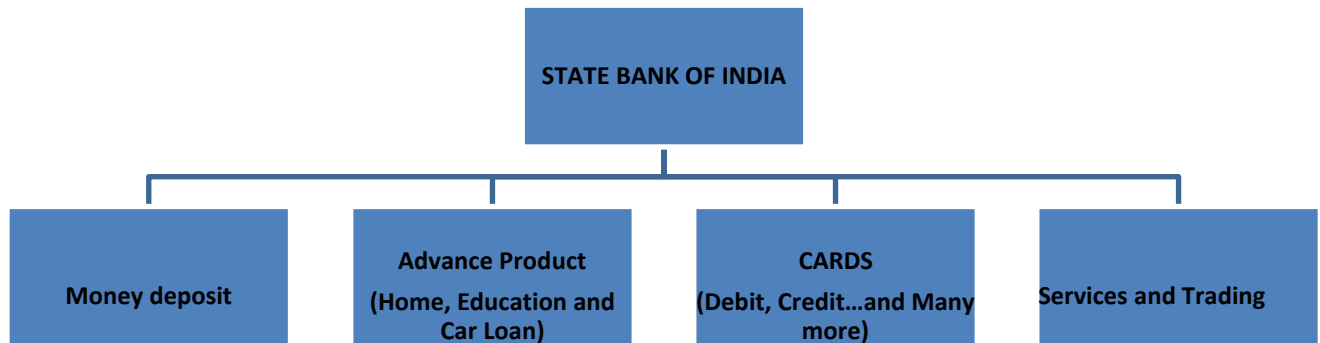 STATE BANK OF INDIA
Money deposit
Advance Product
(Home, Education and
Car Loan)
CARDS
(Debit, Credit…and Many
more)
Services and Trading